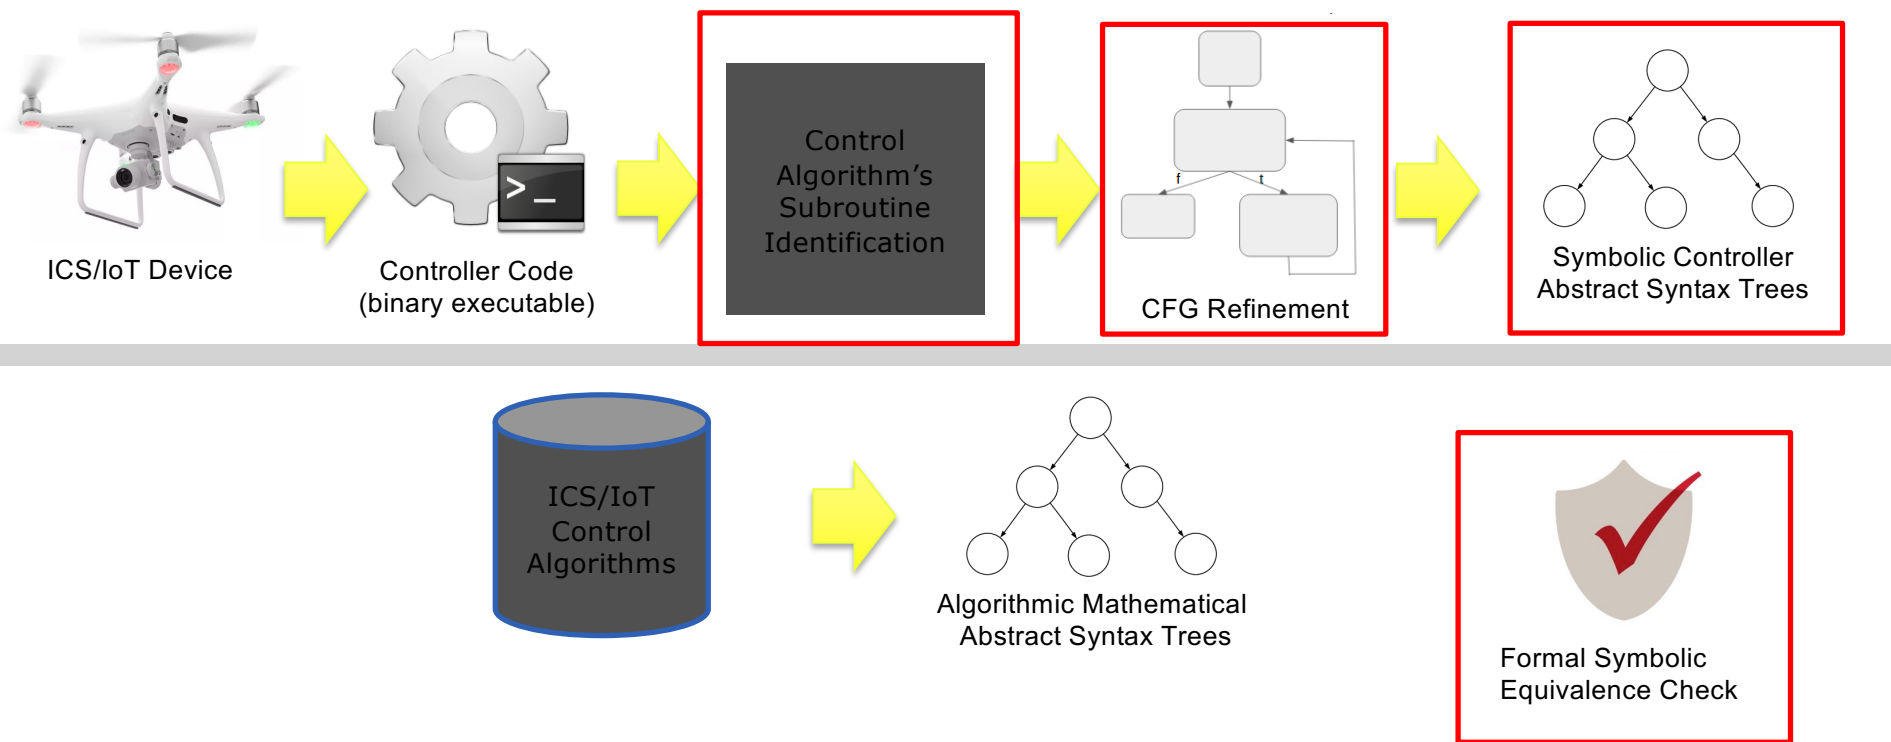 ICS/IoT Device
Controller Code
(binary executable)
>_
Control
Algorithm’s
Subroutine
Identification
f
t
CFG Refinement
Symbolic Controller
Abstract Syntax Trees
ICS/IoT
Control
Algorithms
Algorithmic Mathematical
Abstract Syntax Trees
Formal Symbolic
Equivalence Check